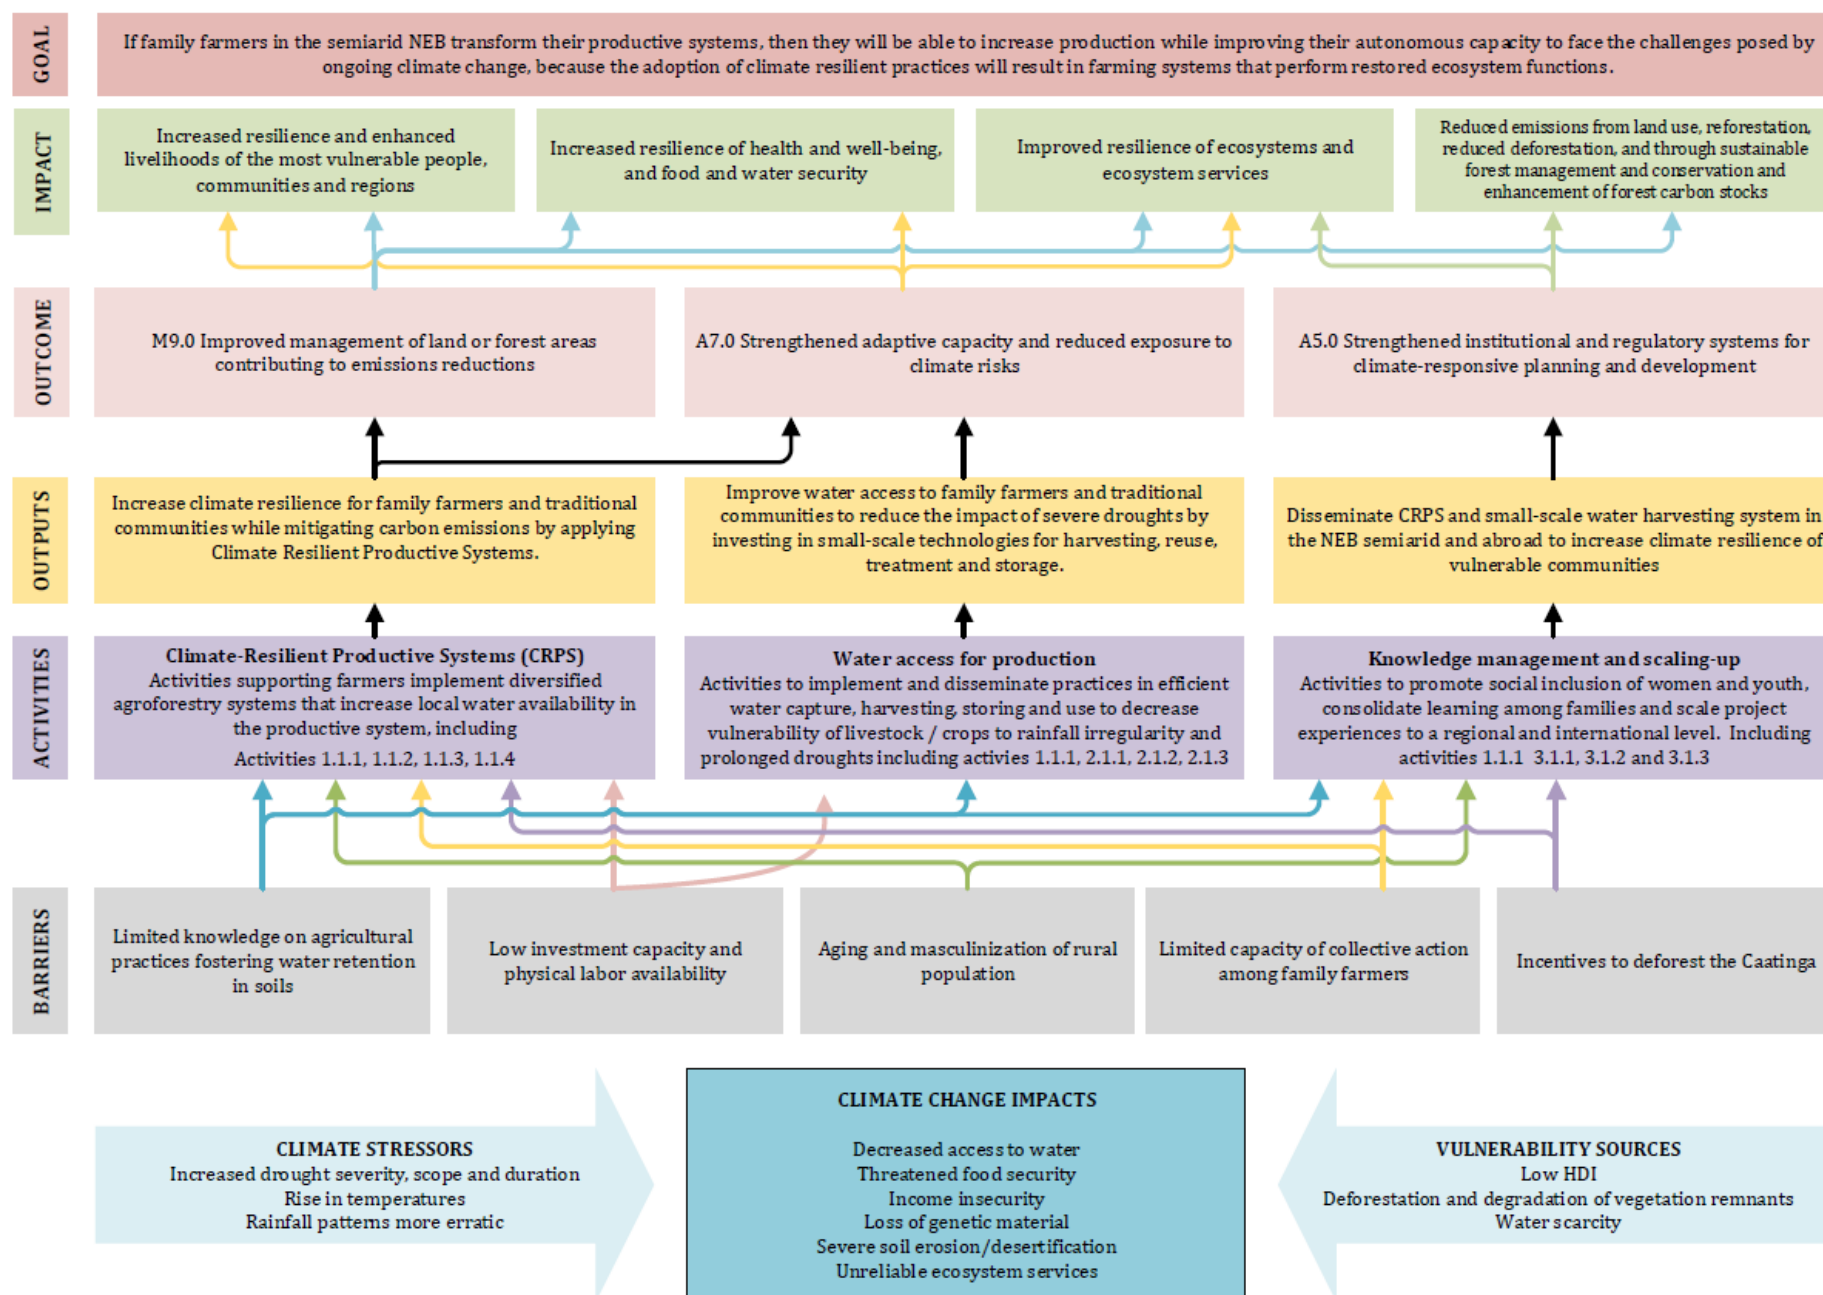 GOAL
If family farmers in the semiarid NEB transform their productive systems, then they will be able to increase production while improving their autonomous capacity to face the challenges posed by
ongoing climate change, because the adoption of climate resilient practices will result in farming systems that perform restored ecosystem functions.
IMPACT
Increased resilience and enhanced
livelihoods of the most vulnerable people,
communities and regions
Increased resilience of health and well-being,
and food and water security
Improved resilience of ecosystems and
ecosystem services
Reduced emissions from land use, reforestation,
reduced deforestation, and through sustainable
forest management and conservation and
enhancement of forest carbon stocks
OUTCOME
M9.0 Improved management of land or forest areas
contributing to emissions reductions
A7.0 Strengthened adaptive capacity and reduced exposure to
climate risks
A5.0 Strengthened institutional and regulatory systems for
climate-responsive planning and development
OUTPUTS
Increase climate resilience for family farmers and traditional
communities while mitigating carbon emissions by applying
Climate Resilient Productive Systems.
Improve water access to family farmers and traditional
communities to reduce the impact of severe droughts by
investing in small-scale technologies for harvesting, reuse,
treatment and storage.
Disseminate CRPS and small-scale water harvesting system in
the NEB semiarid and abroad to increase climate resilience of
vulnerable communities
ACTIVITIES
Climate-Resilient Productive Systems (CRPS)
Activities supporting farmers implement diversified
agroforestry systems that increase local water availability in
the productive system, including
Activities 1.1.1, 1.1.2, 1.1.3, 1.1.4
Water access for production
Activities to implement and disseminate practices in efficient
water capture, harvesting, storing and use to decrease
vulnerability of livestock / crops to rainfall irregularity and
prolonged droughts including activies 1.1.1, 2.1.1, 2.1.2, 2.1.3
Knowledge management and scaling-up
Activities to promote social inclusion of women and youth,
consolidate learning among families and scale project
experiences to a regional and international level. Including
activities 1.1.1 3.1.1, 3.1.2 and 3.1.3
BARRIERS
Limited knowledge on agricultural
practices fostering water retention
in soils
Low investment capacity and
physical labor availability
Aging and masculinization of rural
population
Limited capacity of collective action
among family farmers
Incentives to deforest the Caatinga
CLIMATE STRESSORS
Increased drought severity, scope and duration
Rise in temperatures
Rainfall patterns more erratic
CLIMATE CHANGE IMPACTS
Decreased access to water
Threatened food security
Income insecurity
Loss of genetic material
Severe soil erosion/desertification
Unreliable ecosystem services
VULNERABILITY SOURCES
Low HDI
Deforestation and degradation of vegetation remnants
Water scarcity